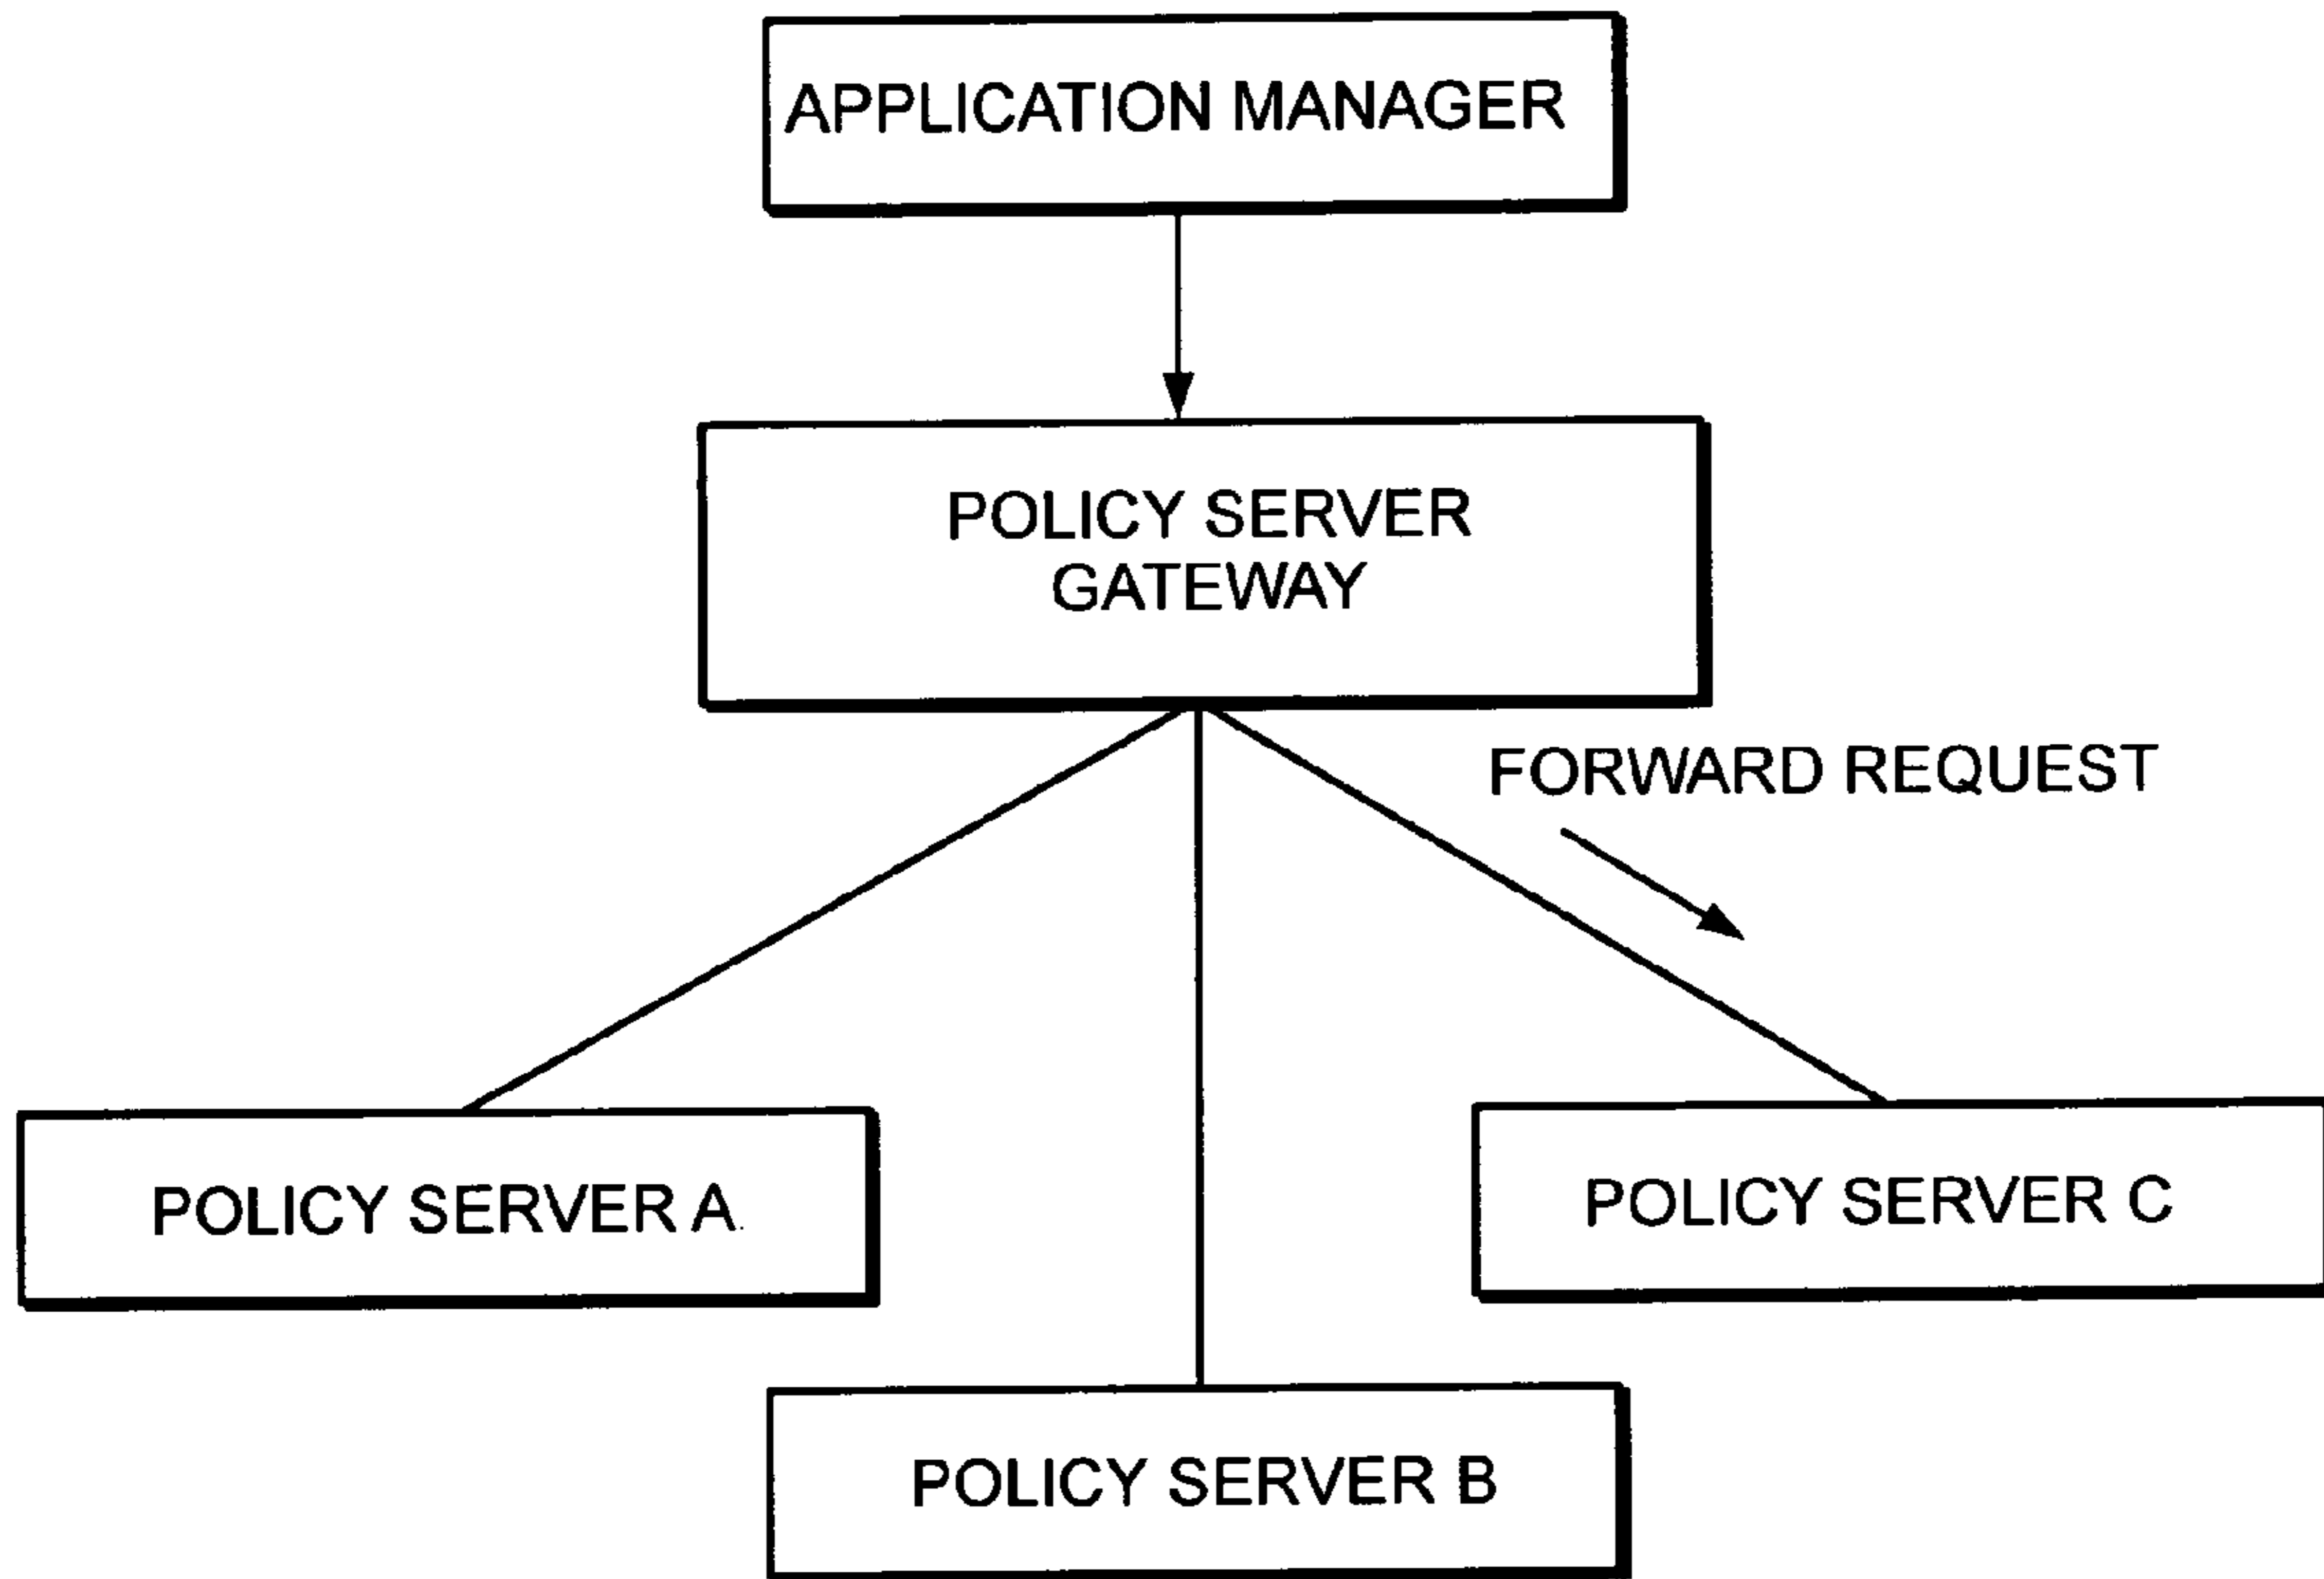 APPLICATION MANAGER
POLICY SERVER
GATEWAY
FORWARD REQUEST
POLICY SERVER A
POLICY SERVER C
POLICY SERVER B